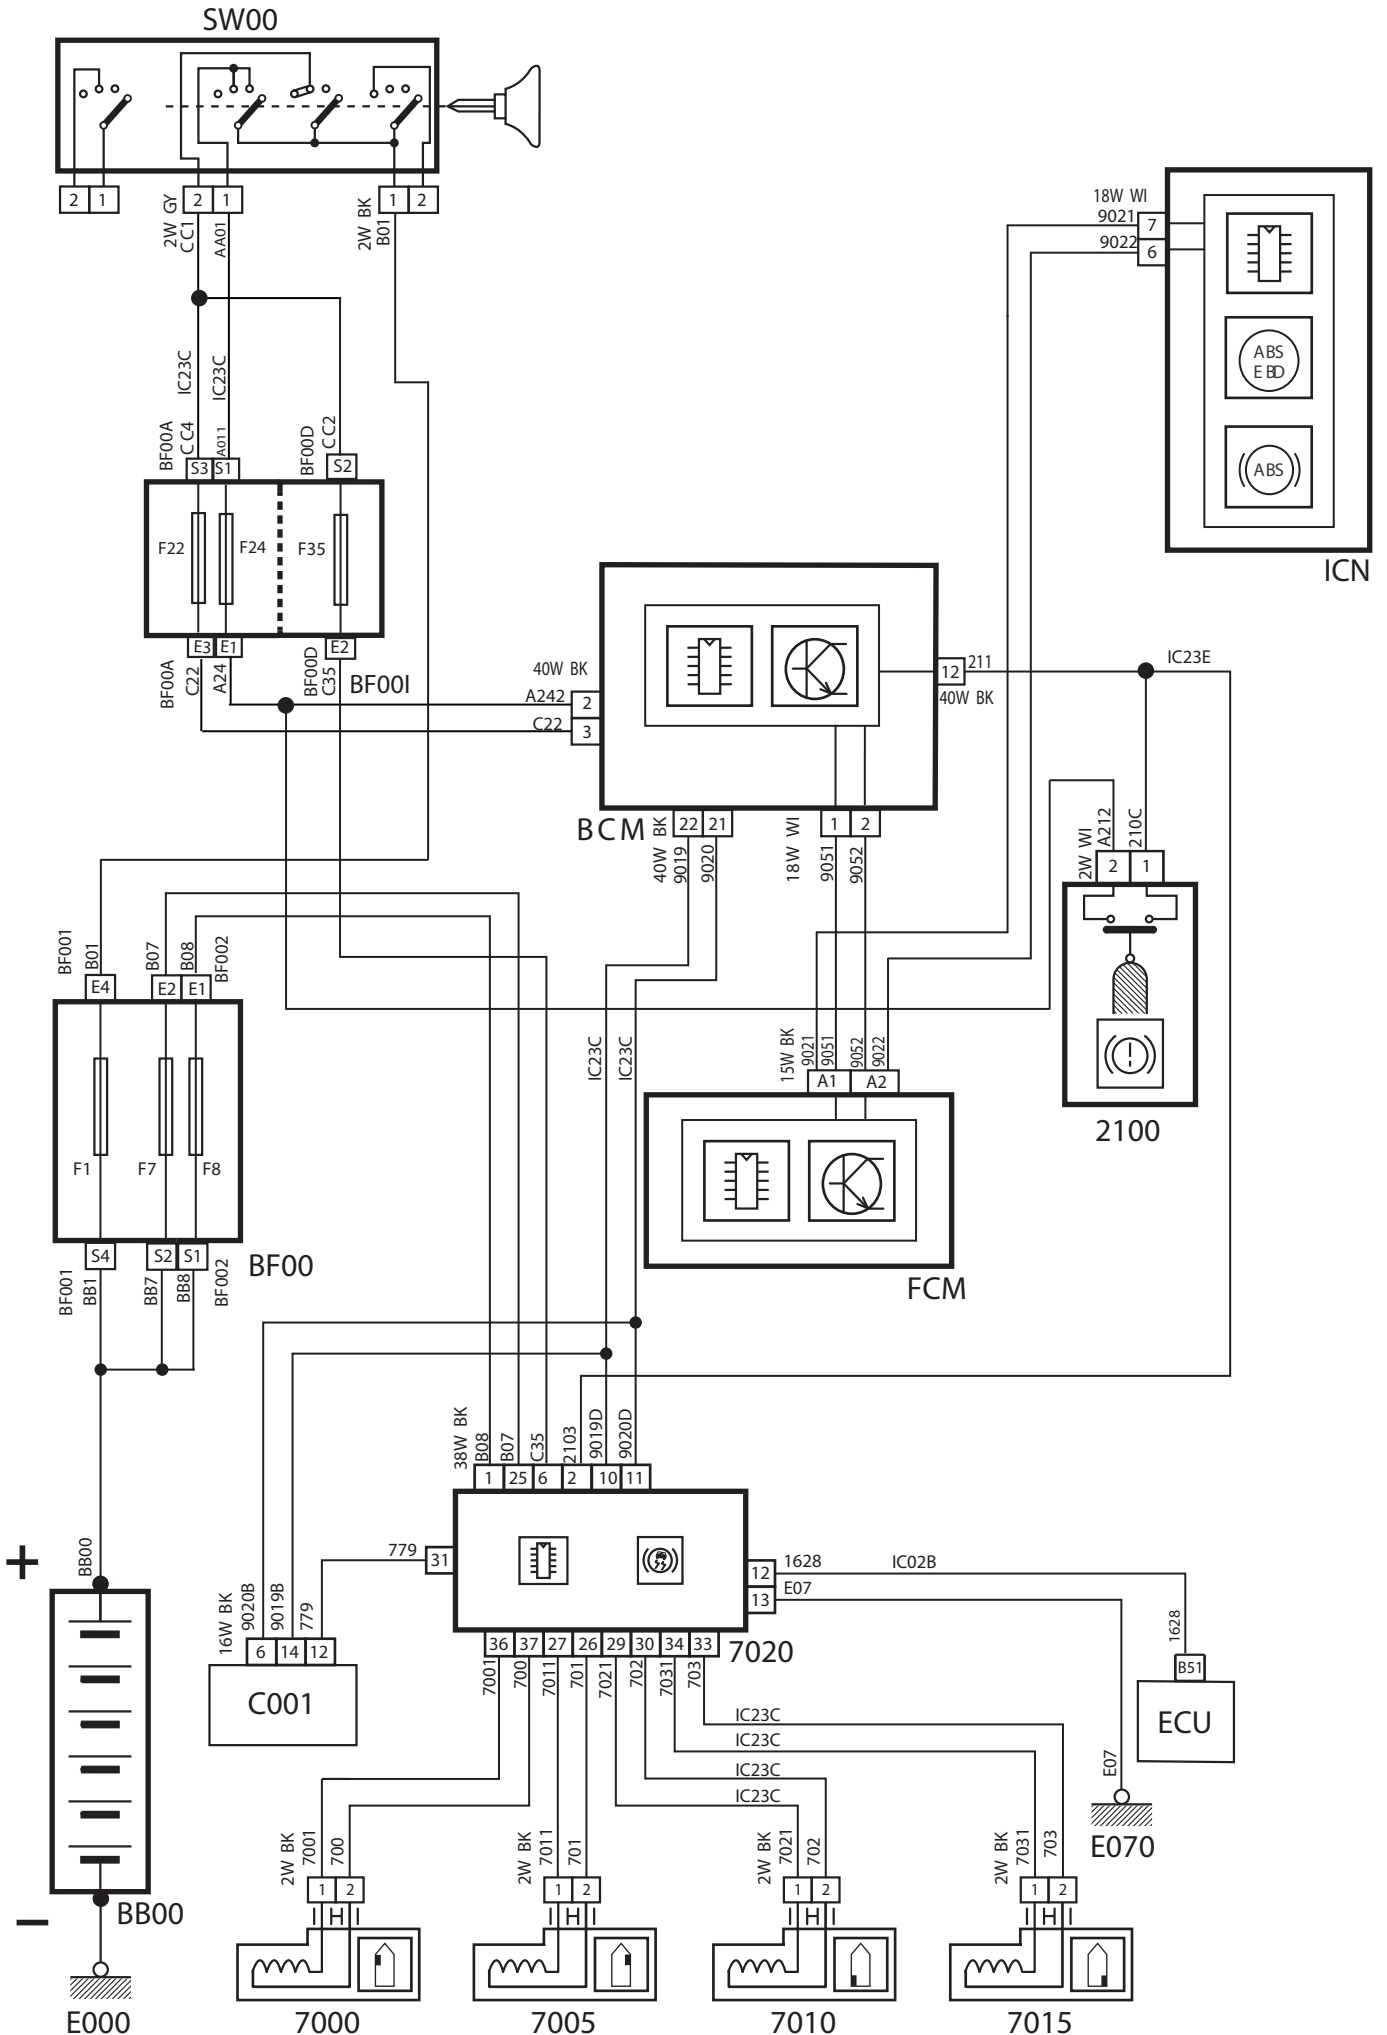 SW00
2 1
2 1
1 2
2W GY
CC1
AA01
2W BK
B01
18W WI
9021
7
9022
6
ABS
EBD
ABS
ICN
IC23C
IC23C
BF00A
CC4
A011
BF00D
CC2
S3 S1
S2
F22
F24
F35
E3 E1
E2
BF00A
C22
A24
BF00D
C35
BF00I
40W BK
A242
2
C22
3
12
211
40W BK
IC23E
BCM
40W BK
22 21
9019
9020
18W WI
1 2
9051
9052
2W WI
A212
210C
2 1
2100
BF001
B01
B07
B08
BF002
E4
E2 E1
F1
F7
F8
S4
S2 S1
BF001
BB1
BB7
BB8
BF002
BF00
IC23C
IC23C
15W BK
9021
9051
9052
9022
A1 A2
FCM
38W BK
B08
B07
C35
2103
9019D
9020D
1 25 6 2 10 11
+
BB00
779
31
12
1628
IC02B
13
E07
16W BK
9020B
9019B
779
6 14 12
C001
36 37 27 26 29 30 34 33
7020
7001
700
7011
701
7021
702
7031
703
1628
B51
ECU
IC23C
IC23C
IC23C
IC23C
E07
E070
2W BK
7001
700
2W BK
7011
701
2W BK
7021
702
2W BK
7031
703
1 2
1 2
1 2
1 2
–
BB00
E000
7000
7005
7010
7015